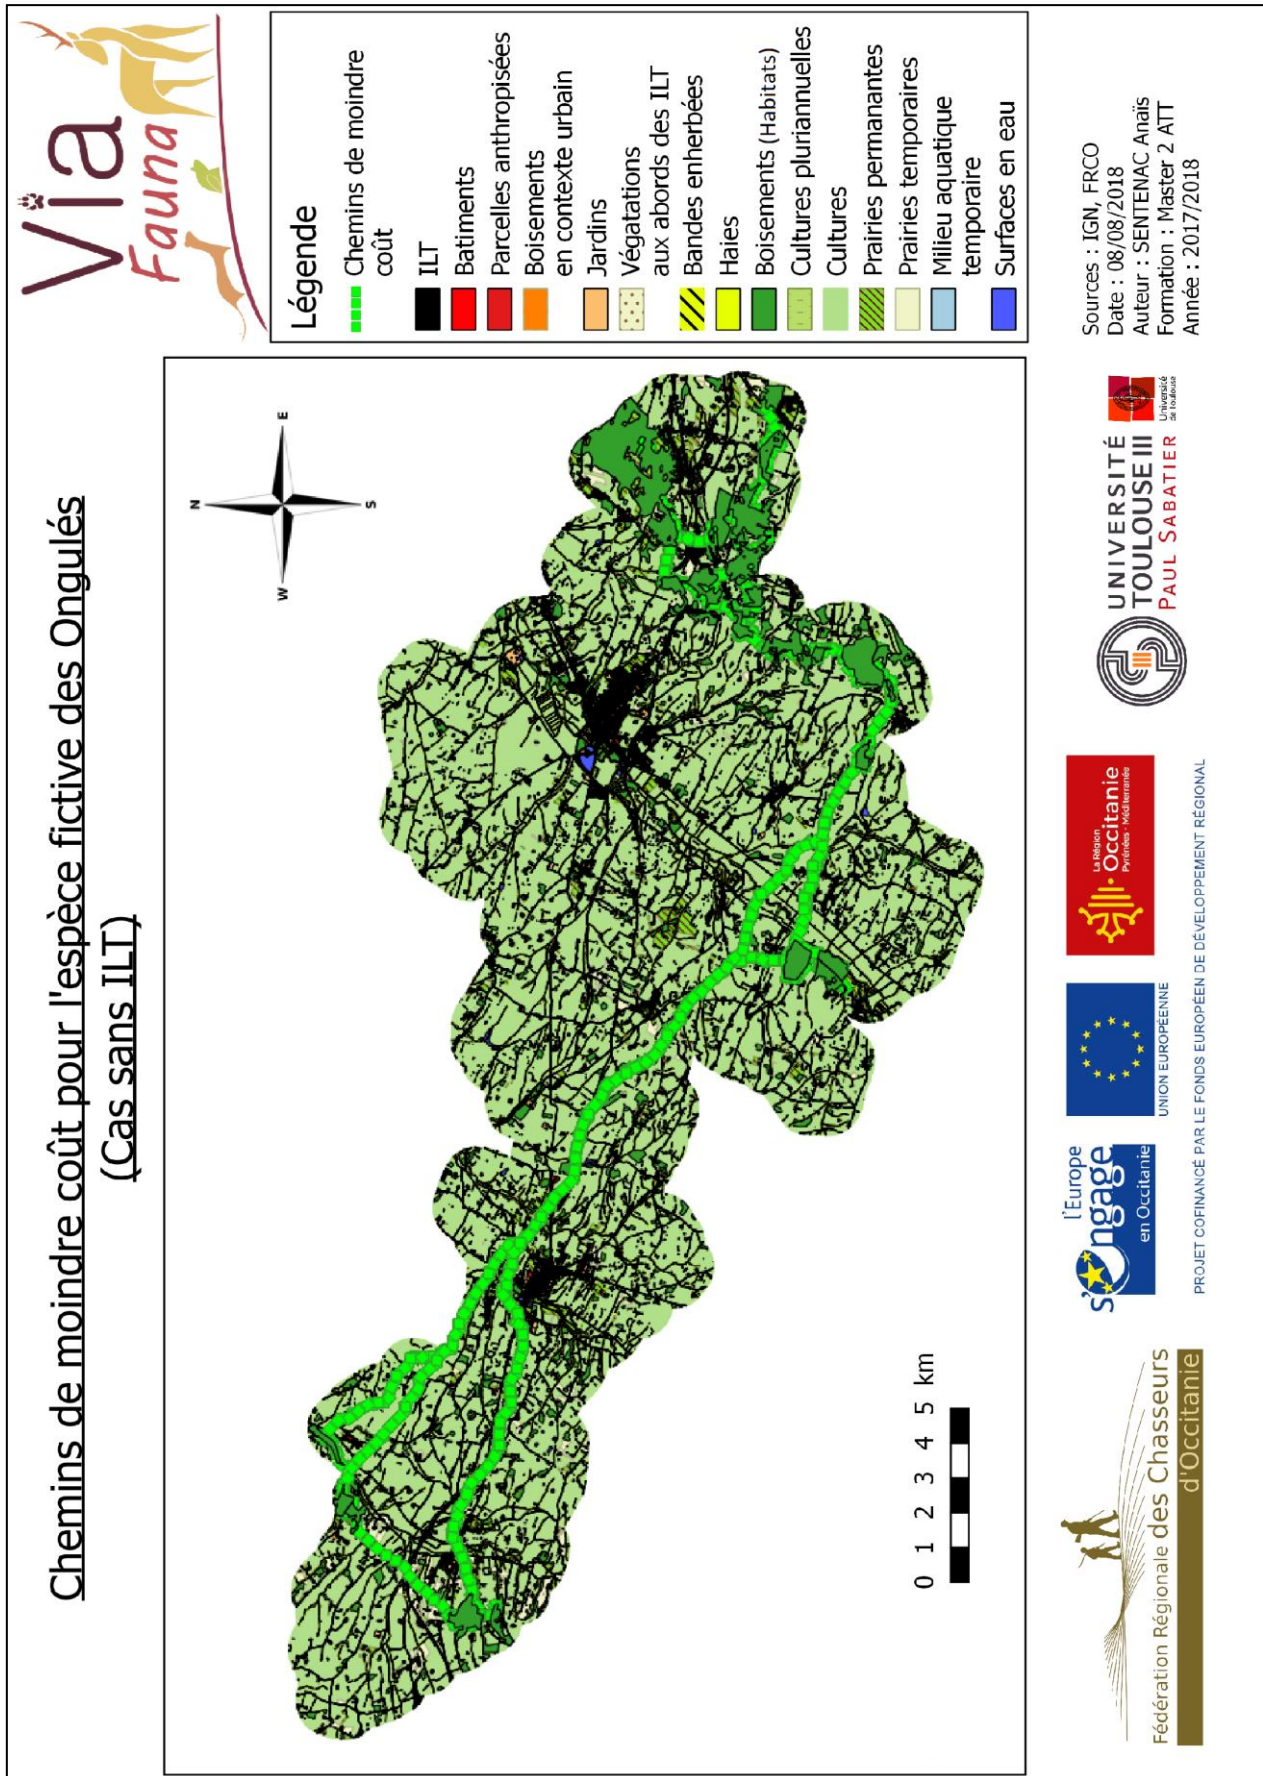 Chemins de moindre coût pour l'espèce fictive des Ongulés
(Cas sans ILT)
Via
Fauna
N
W
E
S
0 1 2 3 4 5 km
Légende
Chemins de moindre
coût
ILT
Batiments
Parcelles anthropisées
Boisements
en contexte urbain
Jardins
Végatations
aux abords des ILT
Bandes enherbées
Haies
Boisements (Habitats)
Cultures pluriannuelles
Cultures
Prairies permanantes
Prairies temporaires
Milieu aquatique
temporaire
Surfaces en eau
Fédération Régionale des Chasseurs
d'Occitanie
l'Europe
s'engage
en Occitanie
UNION EUROPÉENNE
La Région
Occitanie
Pyrénées - Méditerranée
PROJET COFINANCÉ PAR LE FONDS EUROPÉEN DE DÉVELOPPEMENT RÉGIONAL
UNIVERSITÉ
TOULOUSE III
PAUL SABATIER
Université
de Toulouse
Sources : IGN, FRCO
Date : 08/08/2018
Auteur : SENTENAC Anaïs
Formation : Master 2 ATT
Année : 2017/2018